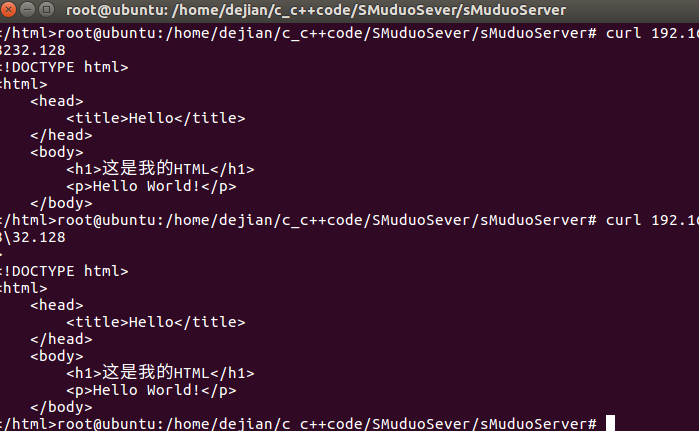 root@ubuntu: /home/dejian/c_c++code/SMuduoSever/sMuduoServer
</html>root@ubuntu:/home/dejian/c_c++code/SMuduoSever/sMuduoServer# curl 192.16
8232.128
<!DOCTYPE html>
<html>
    <head>
        <title>Hello</title>
    </head>
    <body>
        <h1>这是我的HTML</h1>
        <p>Hello World!</p>
    </body>
</html>root@ubuntu:/home/dejian/c_c++code/SMuduoSever/sMuduoServer# curl 192.16
8\32.128
<!DOCTYPE html>
<html>
    <head>
        <title>Hello</title>
    </head>
    <body>
        <h1>这是我的HTML</h1>
        <p>Hello World!</p>
    </body>
</html>root@ubuntu:/home/dejian/c_c++code/SMuduoSever/sMuduoServer#